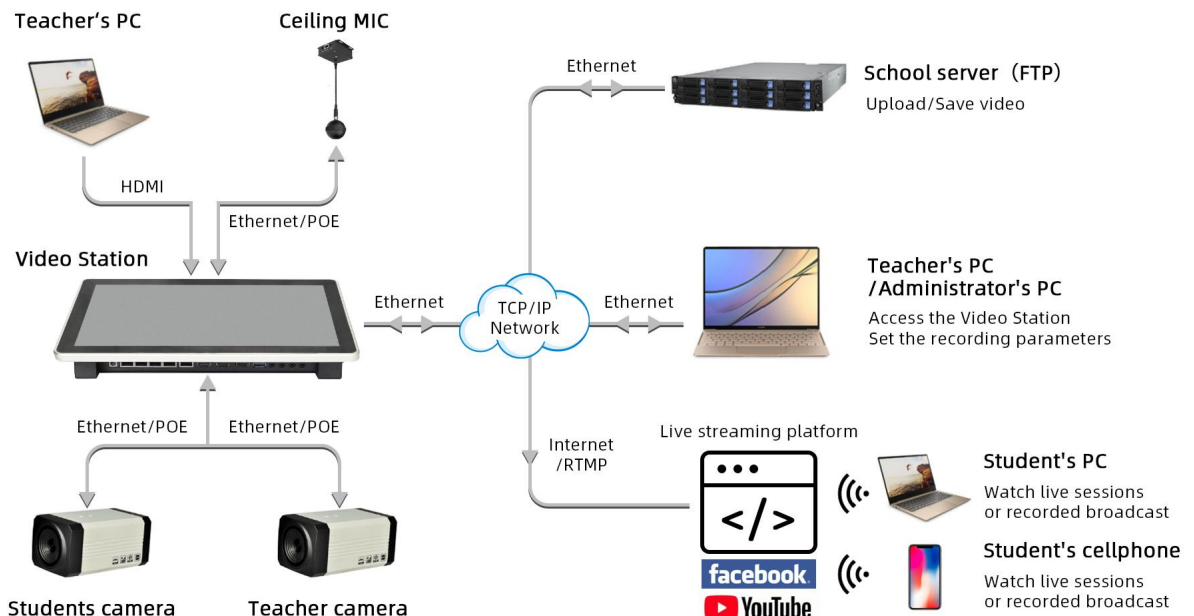 Teacher‘s PC
Ceiling MIC
HDMI
Ethernet/POE
Video Station
Ethernet/POE
Ethernet/POE
Students camera
Teacher camera
Ethernet
TCP/IP
Network
Ethernet
Ethernet
School server（FTP）
Upload/Save video
Teacher's PC
/Administrator's PC
Access the Video Station
Set the recording parameters
Internet
/RTMP
Live streaming platform
</>
facebook.
YouTube
Student's PC
Watch live sessions
or recorded broadcast
Student's cellphone
Watch live sessions
or recorded broadcast